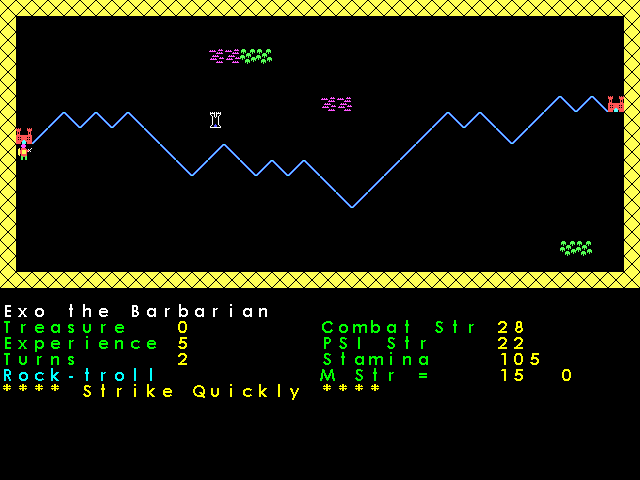 Exo the Barbarian
Treasure 0 Combat Str 28
Experience 5 PSI Str 22
Turns 2 Stamina 105
Rock-troll M Str = 15 0
**** Strike Quickly ****